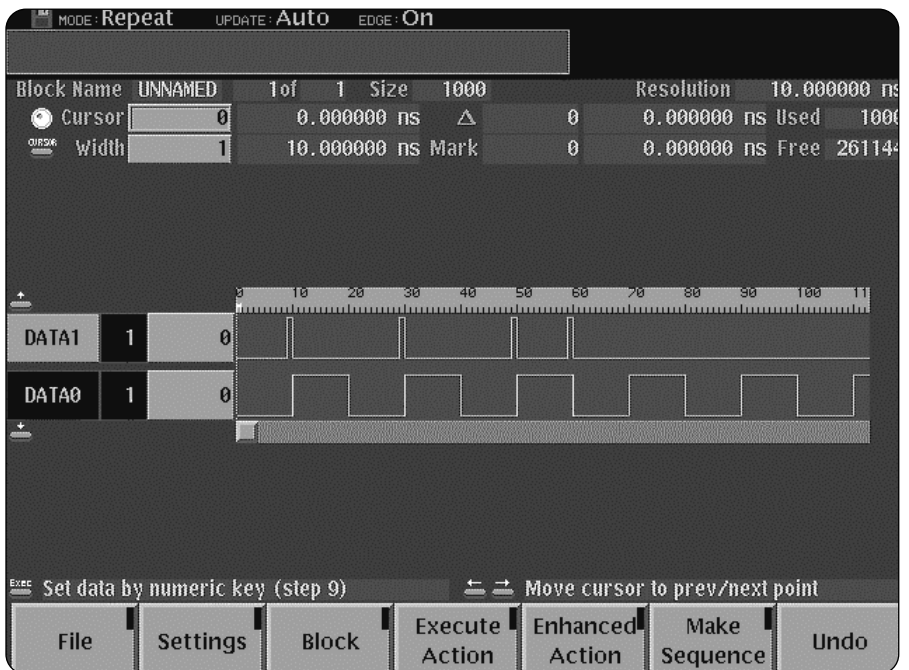 MODE: Repeat UPDATE: Auto EDGE: On
Block Name UNNAMED 1of 1 Size 1000 Resolution 10.000000 ns
Cursor 0 0.000000 ns Δ 0 0.000000 ns Used 1000
CURSOR Width 1 10.000000 ns Mark 0 0.000000 ns Free 261144
0 10 20 30 40 50 60 70 80 90 100 11
DATA1 1 0
DATA0 1 0
Exec Set data by numeric key (step 9) Move cursor to prev/next point
File Settings Block Execute Action Enhanced Action Make Sequence Undo